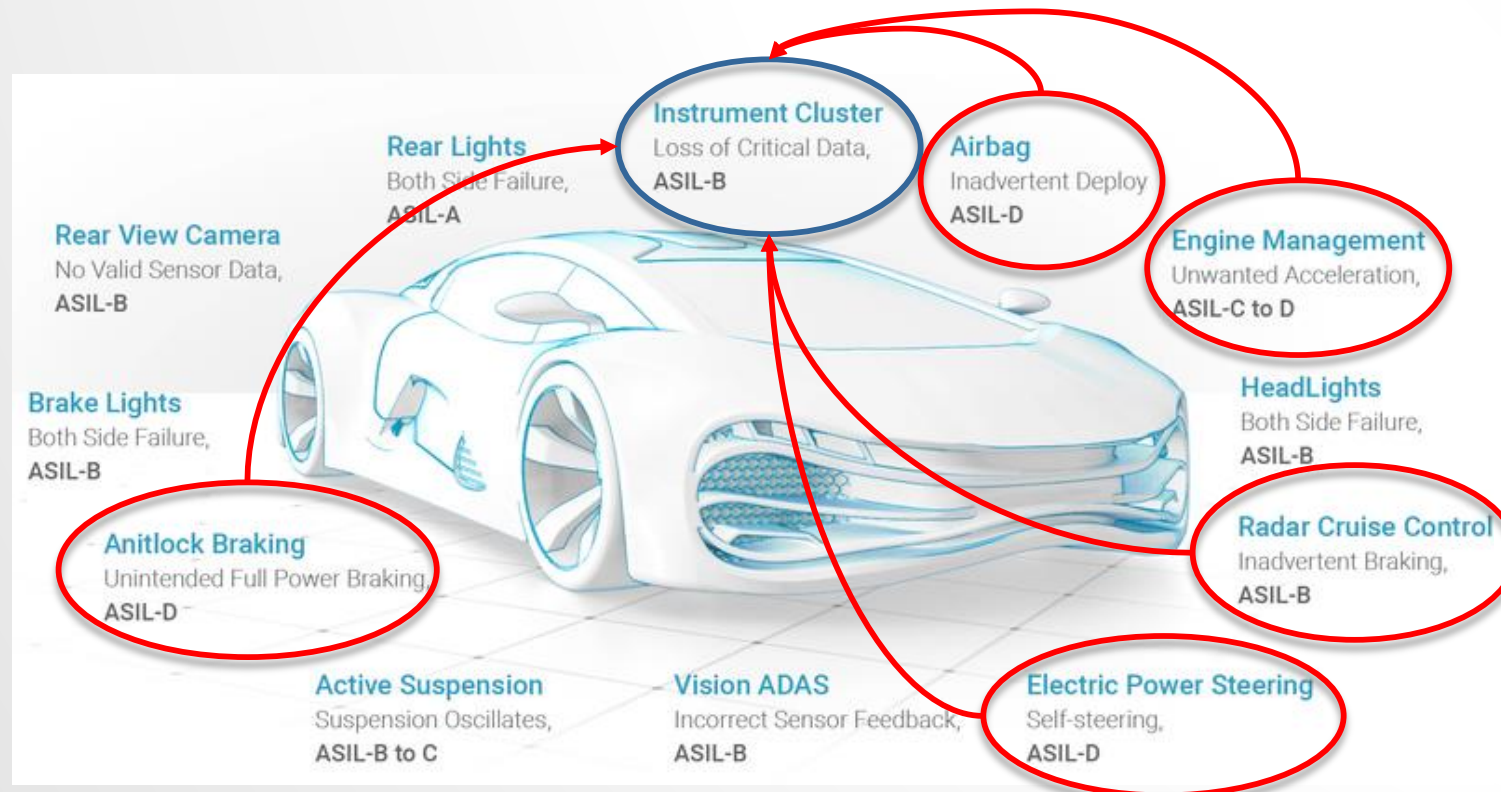 Instrument Cluster
Loss of Critical Data,
ASIL-B
Rear Lights
Both Side Failure,
ASIL-A
Airbag
Inadvertent Deploy
ASIL-D
Rear View Camera
No Valid Sensor Data,
ASIL-B
Engine Management
Unwanted Acceleration,
ASIL-C to D
Brake Lights
Both Side Failure,
ASIL-B
HeadLights
Both Side Failure,
ASIL-B
Anitlock Braking
Unintended Full Power Braking,
ASIL-D
Radar Cruise Control
Inadvertent Braking,
ASIL-B
Active Suspension
Suspension Oscillates,
ASIL-B to C
Vision ADAS
Incorrect Sensor Feedback,
ASIL-B
Electric Power Steering
Self-steering,
ASIL-D